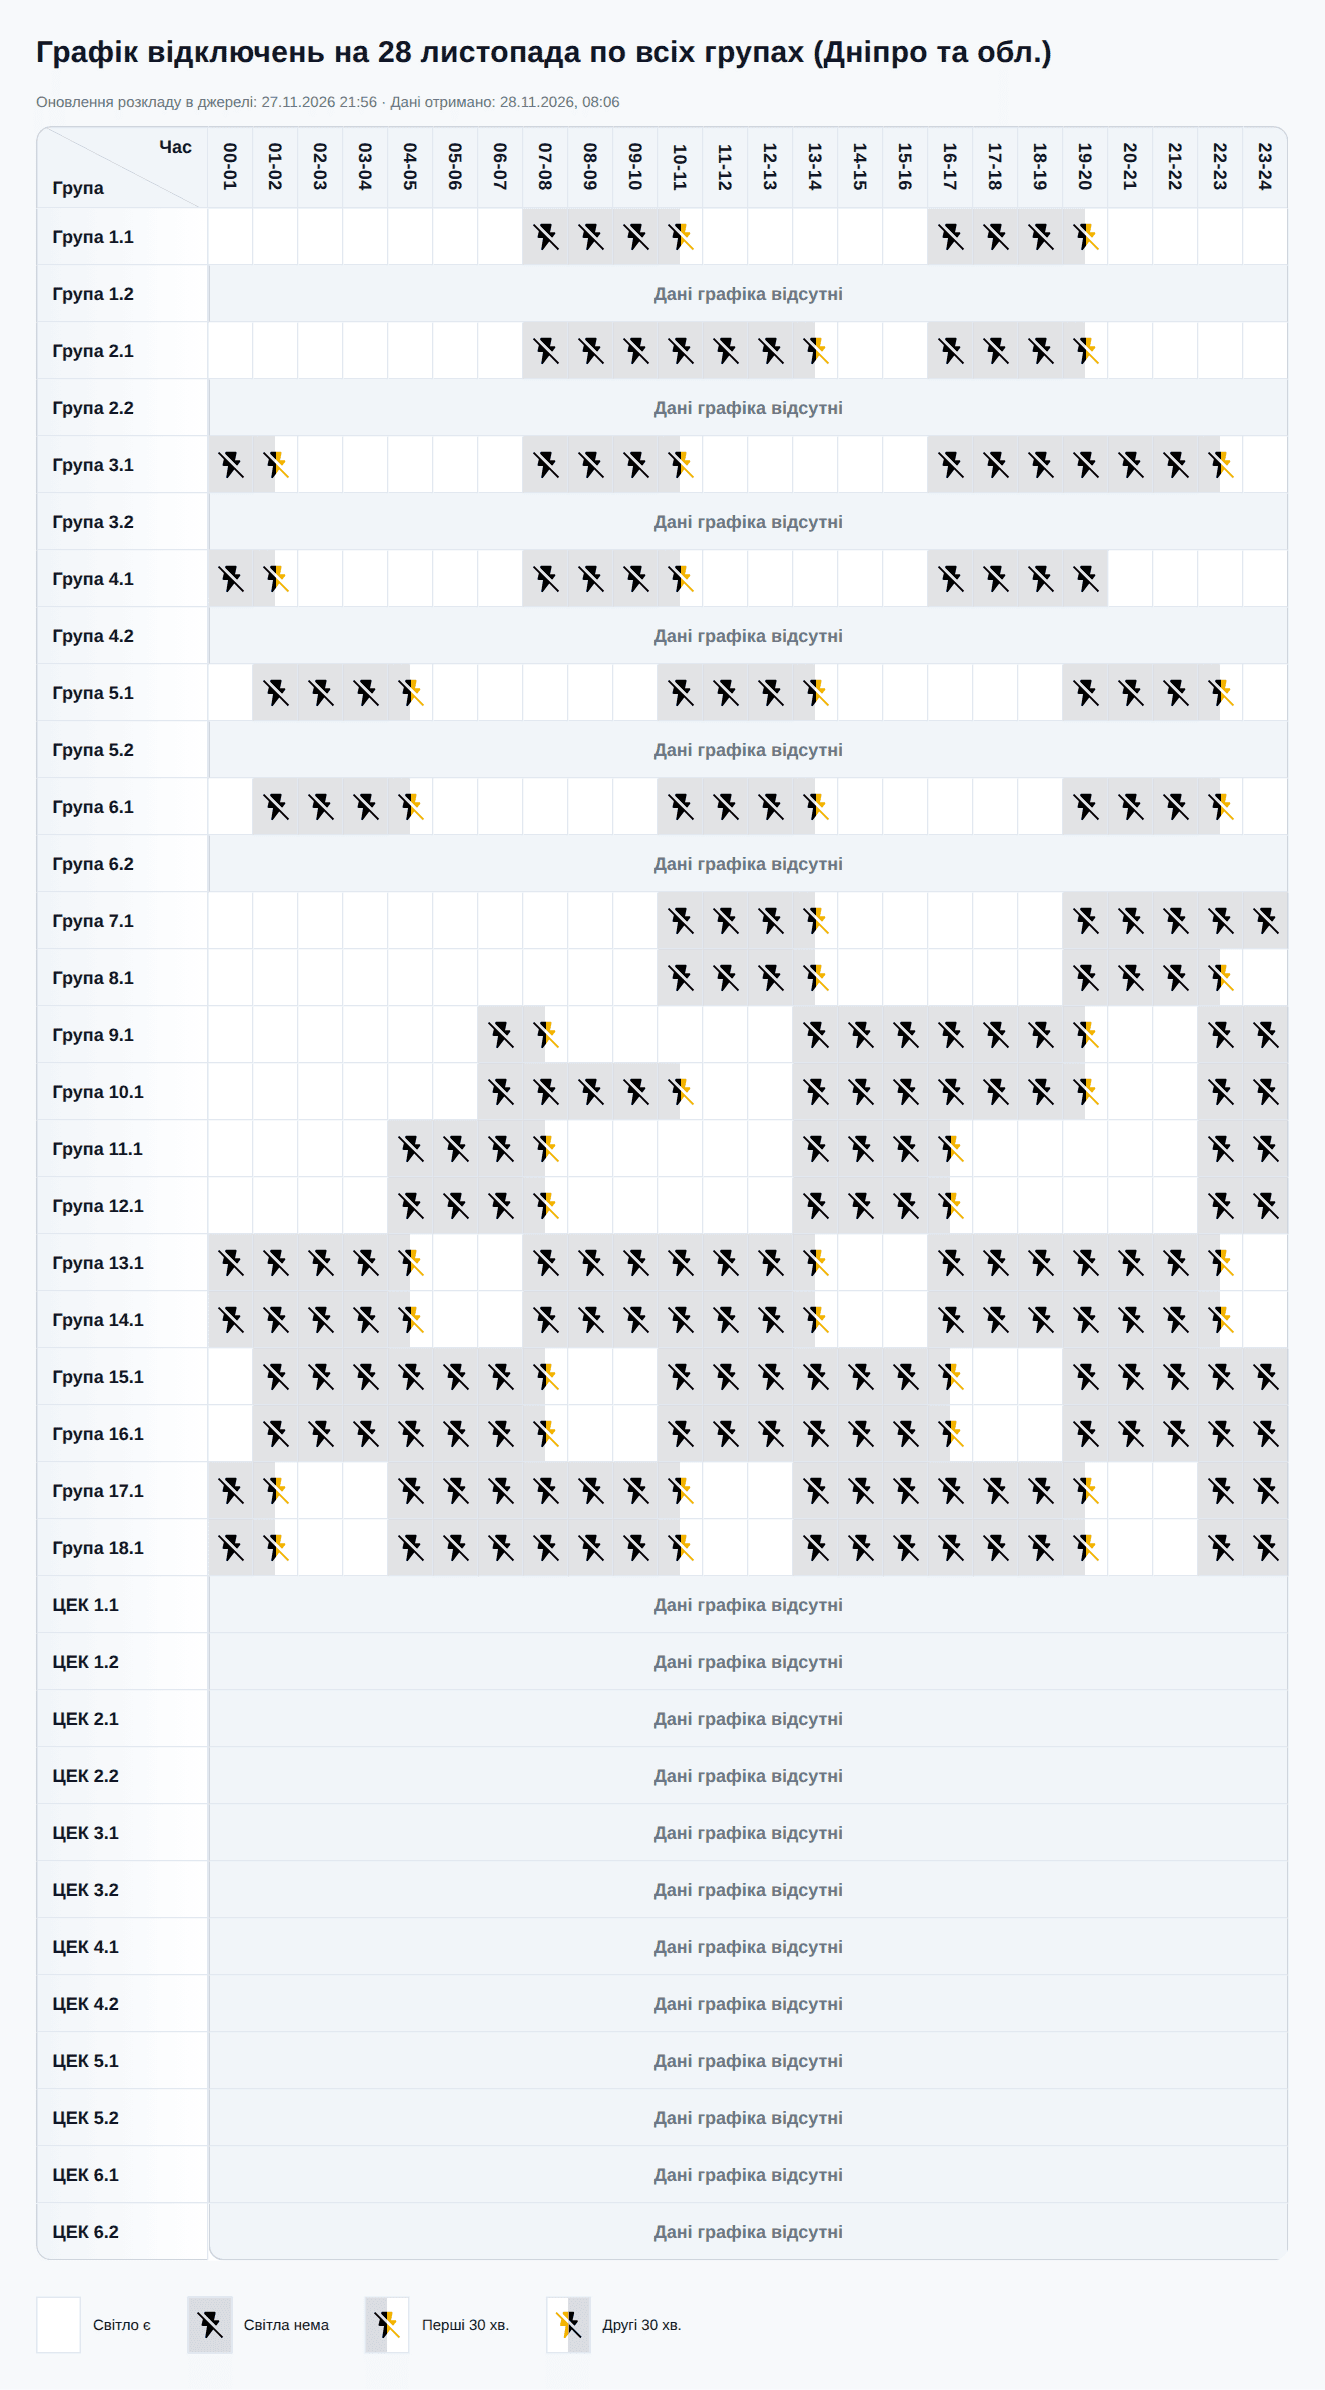 Графік відключень на 28 листопада по всіх групах (Дніпро та обл.)
Оновлення розкладу в джерелі: 27.11.2026 21:56 · Дані отримано: 28.11.2026, 08:06
Час
Група
00-01 01-02 02-03 03-04 04-05 05-06 06-07 07-08 08-09 09-10 10-11 11-12 12-13 13-14 14-15 15-16 16-17 17-18 18-19 19-20 20-21 21-22 22-23 23-24
Група 1.1
Група 1.2 Дані графіка відсутні
Група 2.1
Група 2.2 Дані графіка відсутні
Група 3.1
Група 3.2 Дані графіка відсутні
Група 4.1
Група 4.2 Дані графіка відсутні
Група 5.1
Група 5.2 Дані графіка відсутні
Група 6.1
Група 6.2 Дані графіка відсутні
Група 7.1
Група 8.1
Група 9.1
Група 10.1
Група 11.1
Група 12.1
Група 13.1
Група 14.1
Група 15.1
Група 16.1
Група 17.1
Група 18.1
ЦЕК 1.1 Дані графіка відсутні
ЦЕК 1.2 Дані графіка відсутні
ЦЕК 2.1 Дані графіка відсутні
ЦЕК 2.2 Дані графіка відсутні
ЦЕК 3.1 Дані графіка відсутні
ЦЕК 3.2 Дані графіка відсутні
ЦЕК 4.1 Дані графіка відсутні
ЦЕК 4.2 Дані графіка відсутні
ЦЕК 5.1 Дані графіка відсутні
ЦЕК 5.2 Дані графіка відсутні
ЦЕК 6.1 Дані графіка відсутні
ЦЕК 6.2 Дані графіка відсутні
Світло є Світла нема Перші 30 хв. Другі 30 хв.